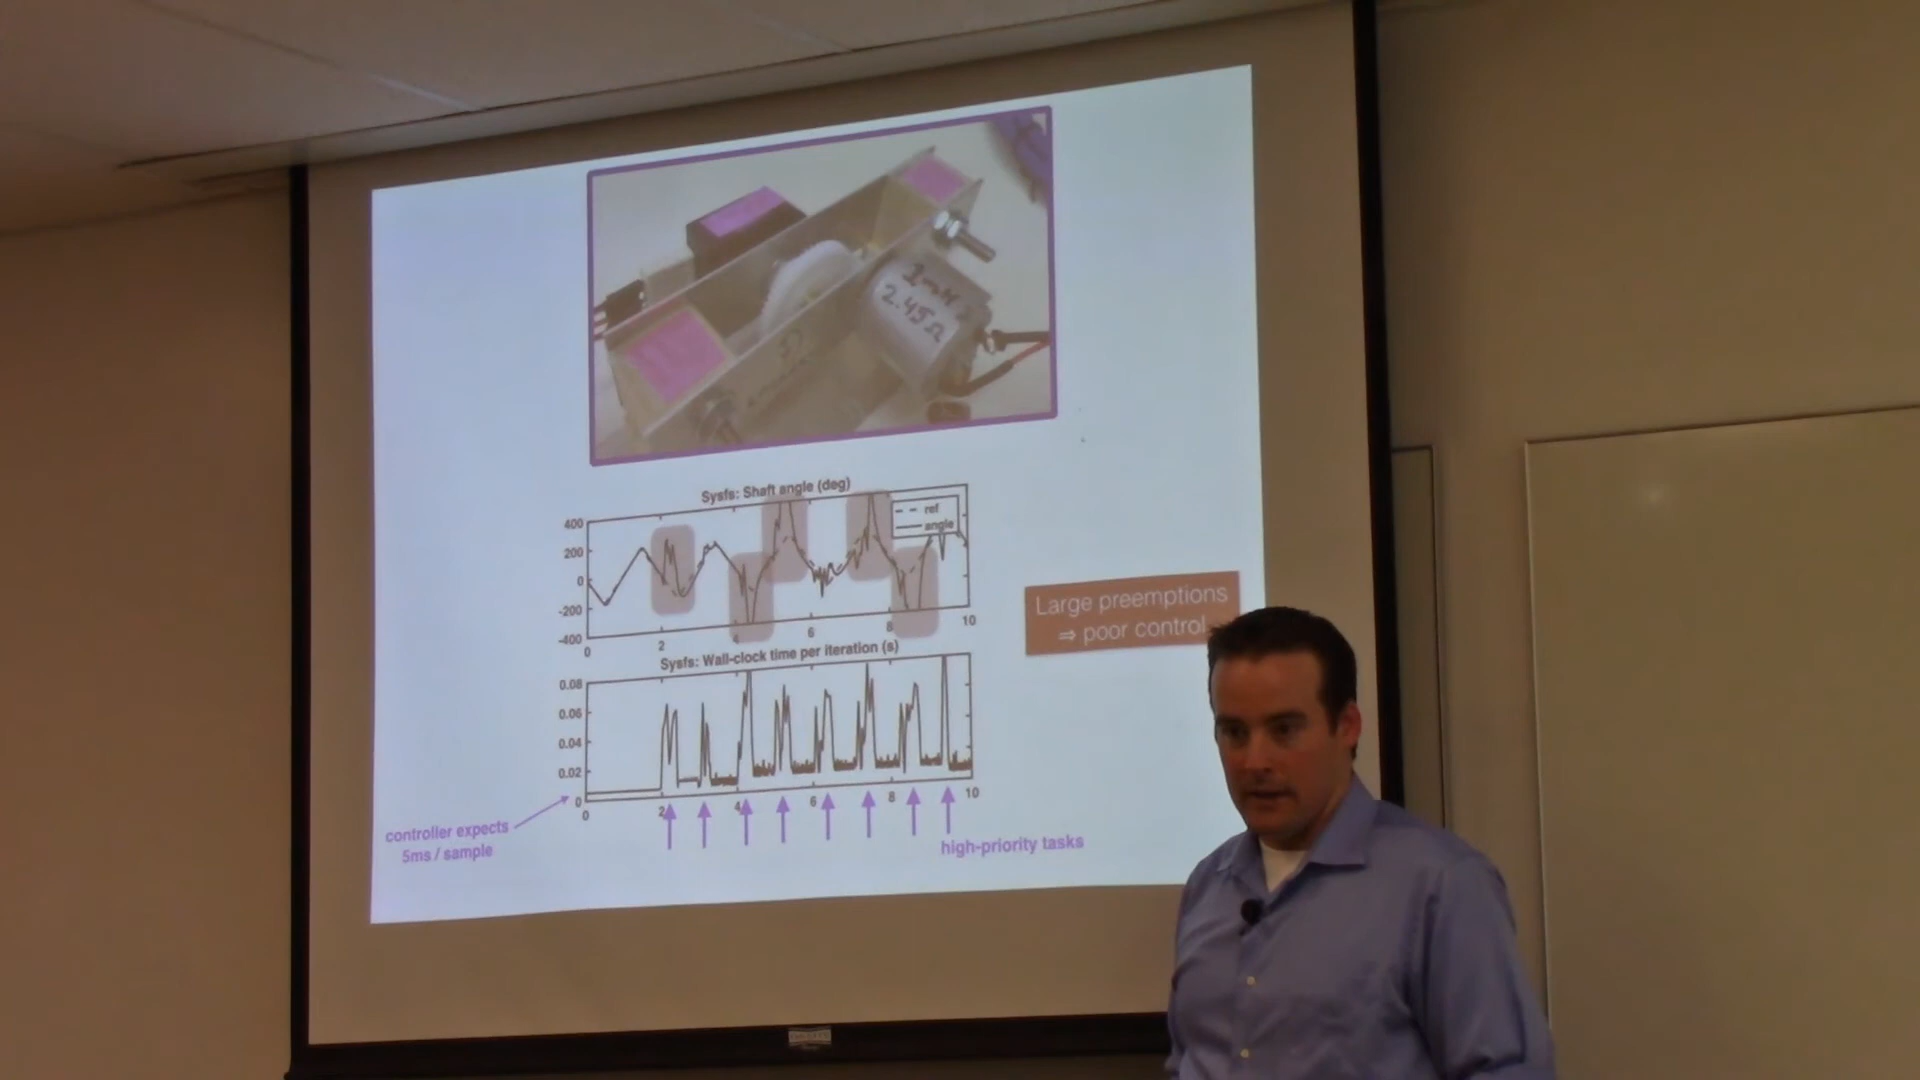 1mH
2.45Ω
Sysfs: Shaft angle (deg)
400
200
0
-200
-400
0
2
4
6
8
10
ref
angle
Large preemptions
⇒ poor control
Sysfs: Wall-clock time per iteration (s)
0.08
0.06
0.04
0.02
0
0
2
4
6
8
10
controller expects
5ms / sample
high-priority tasks